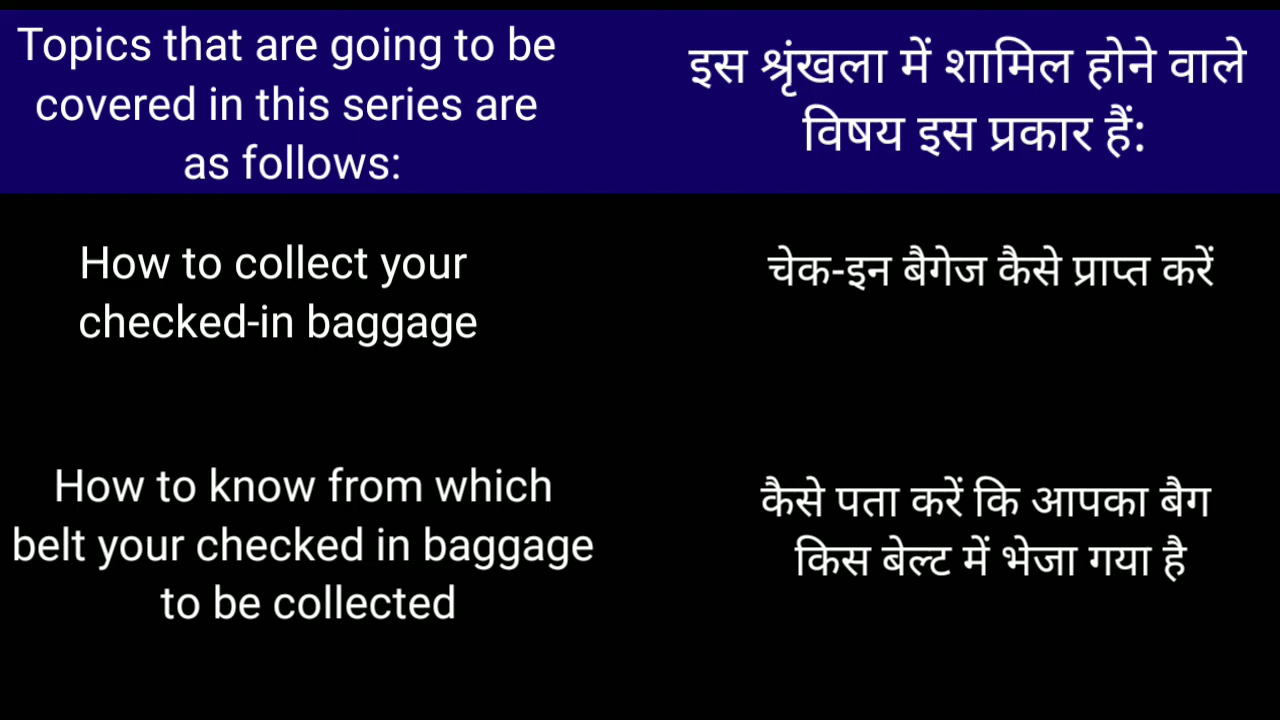 Topics that are going to be
covered in this series are
as follows:
इस श्रृंखला में शामिल होने वाले
विषय इस प्रकार हैं:
How to collect your
checked-in baggage
चेक-इन बैगेज कैसे प्राप्त करें
How to know from which
belt your checked in baggage
to be collected
कैसे पता करें कि आपका बैग
किस बेल्ट में भेजा गया है